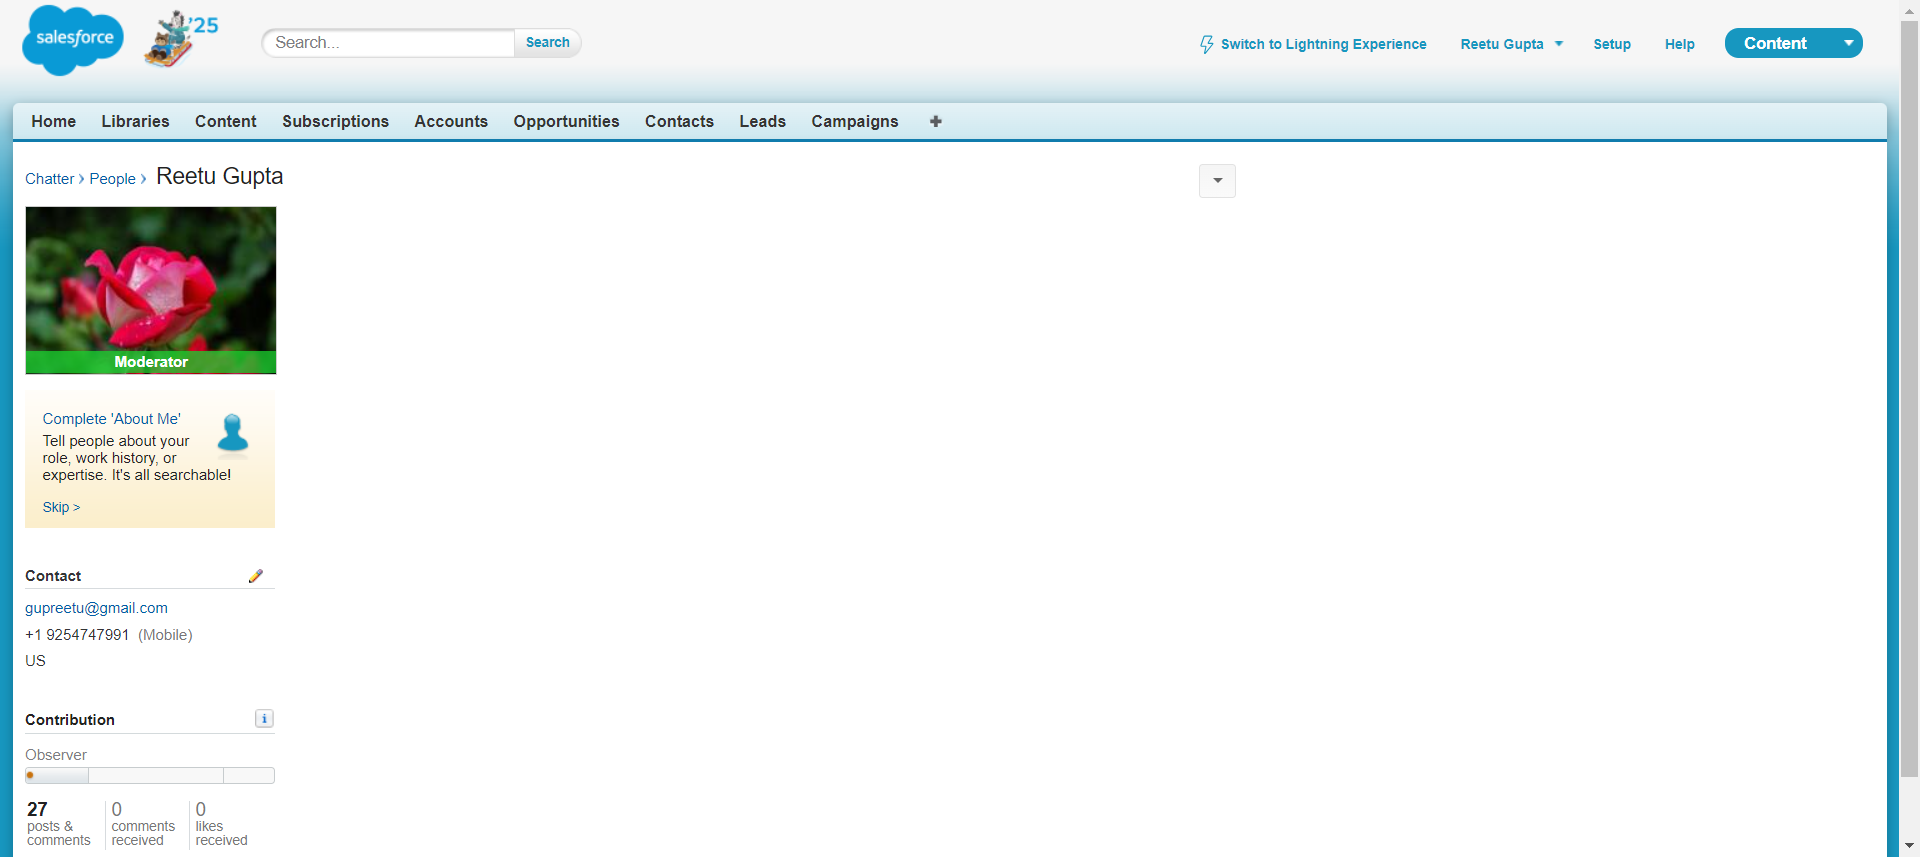 salesforce
'25
Search...
Search
Switch to Lightning Experience
Reetu Gupta
Setup
Help
Content
Home
Libraries
Content
Subscriptions
Accounts
Opportunities
Contacts
Leads
Campaigns
Chatter › People › Reetu Gupta
Moderator
Complete 'About Me'
Tell people about your
role, work history, or
expertise. It's all searchable!
Skip >
Contact
gupreetu@gmail.com
+1 9254747991 (Mobile)
US
Contribution
Observer
27
posts &
comments
0
comments
received
0
likes
received